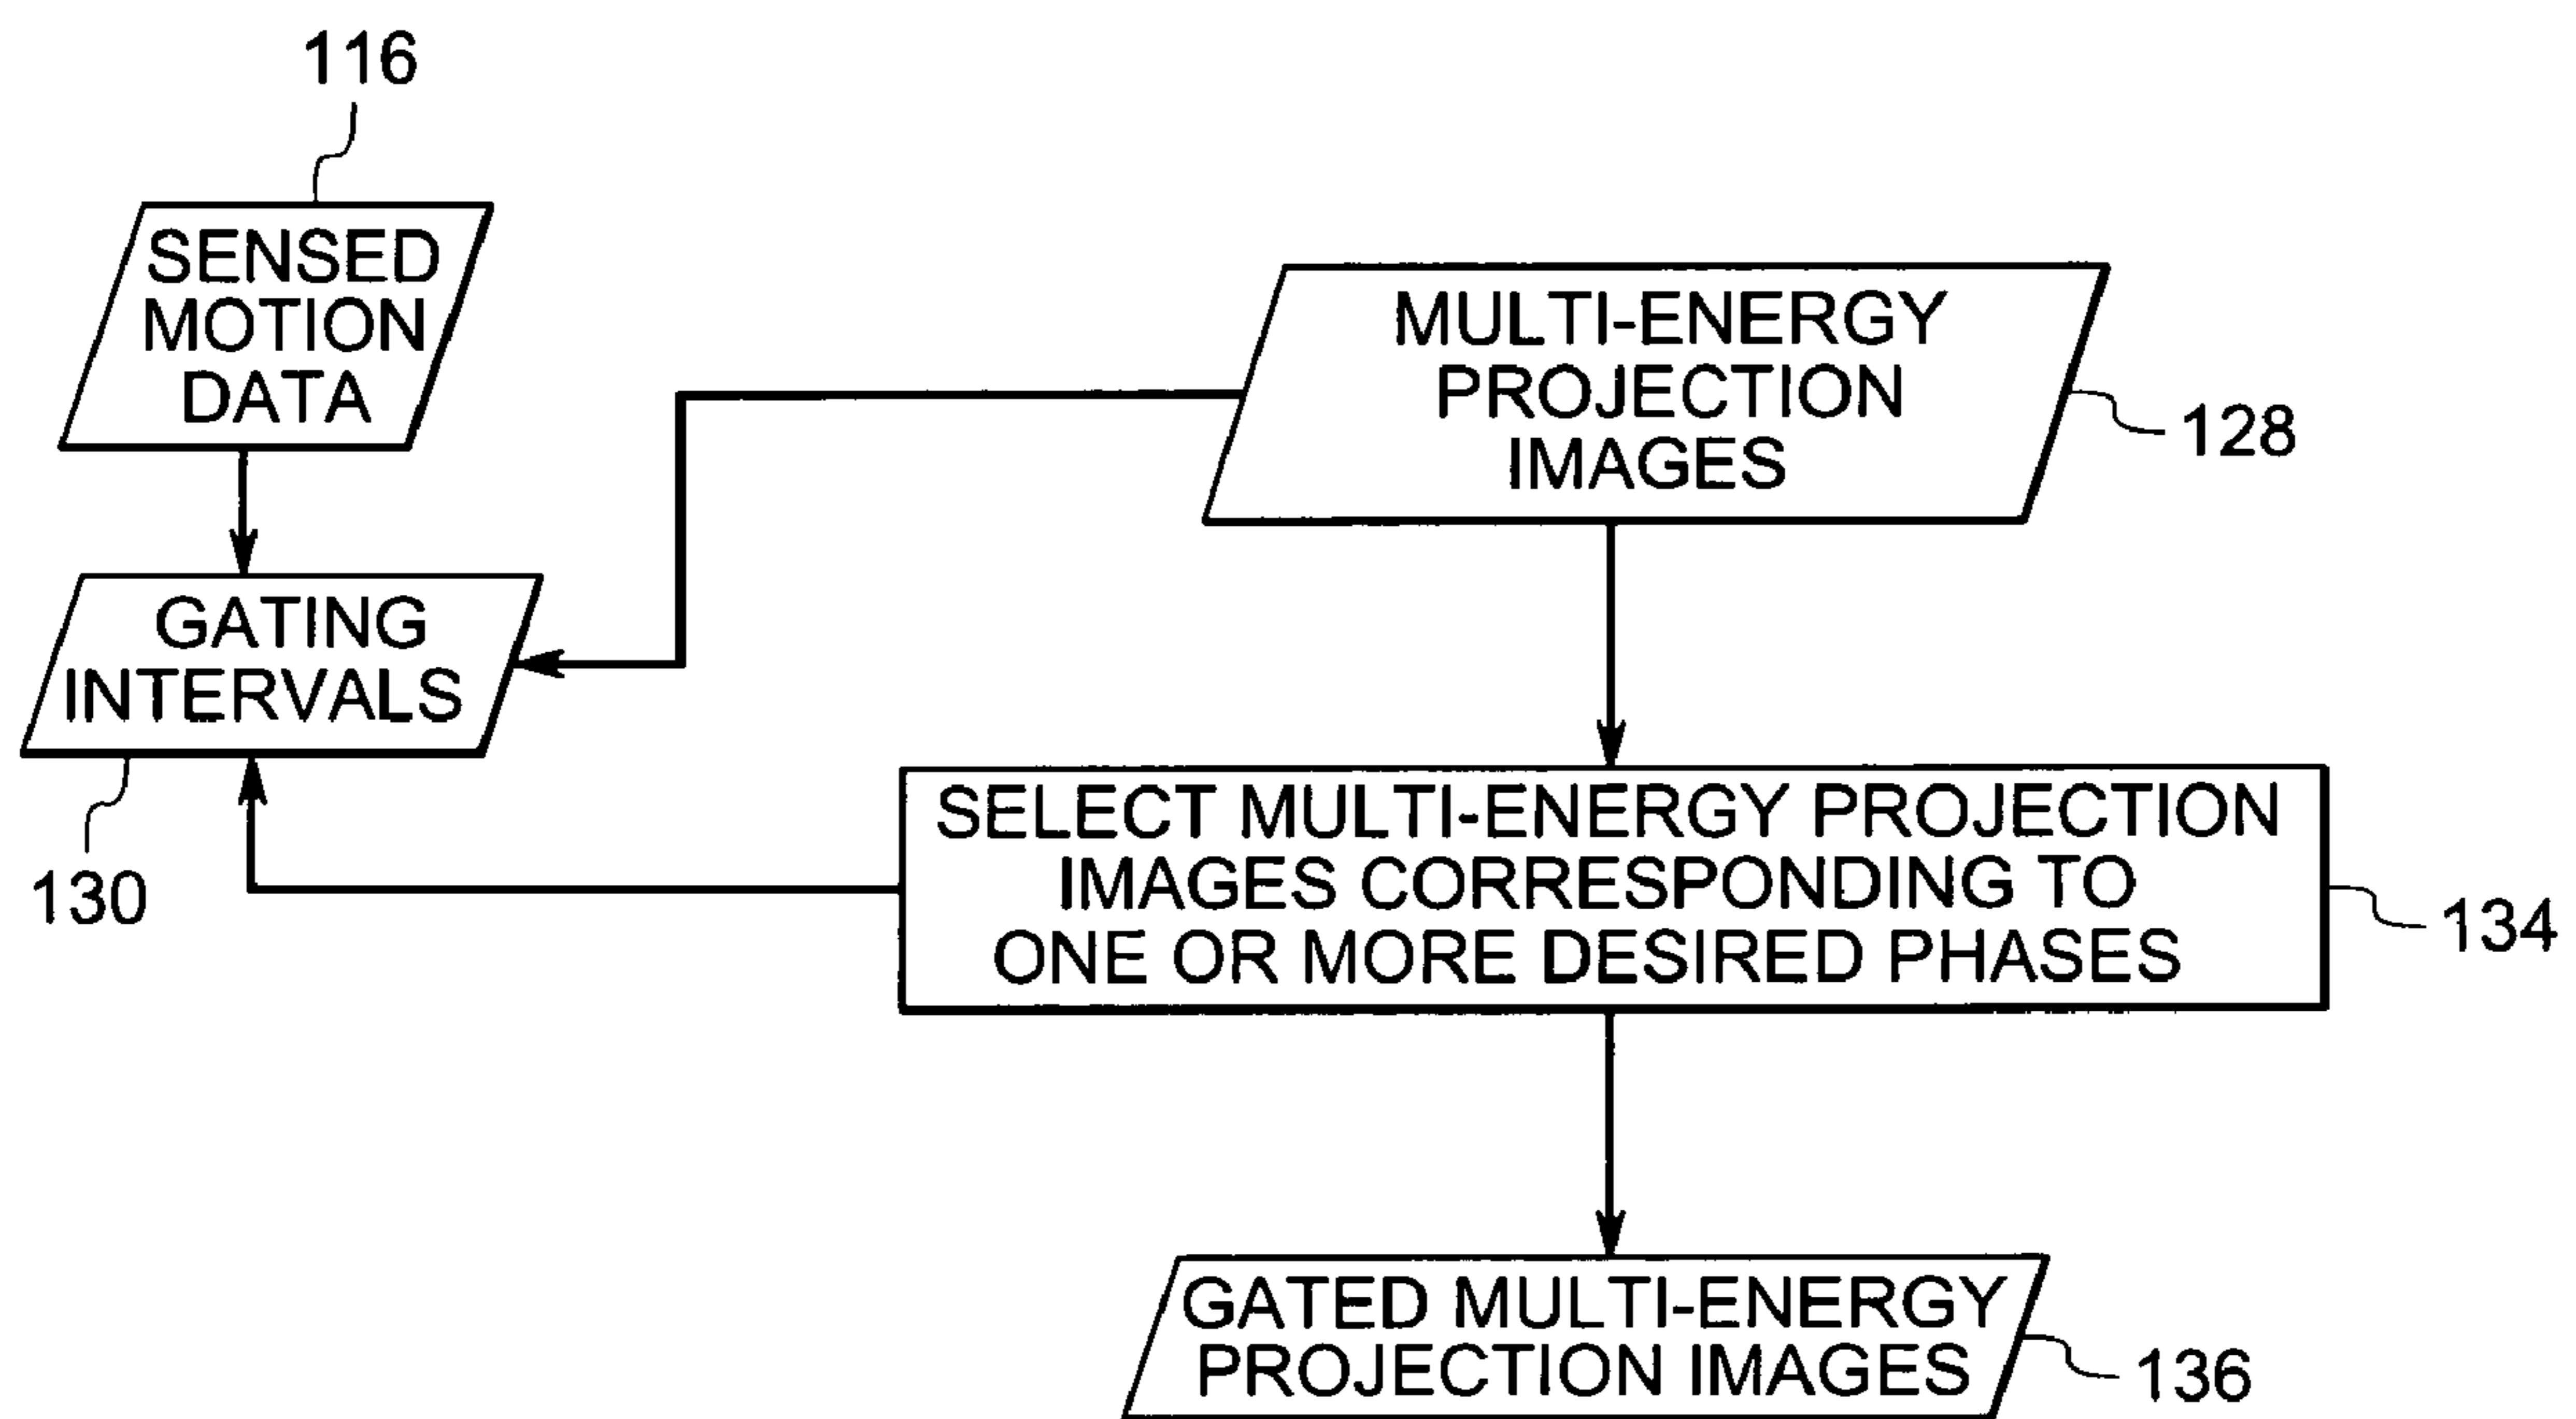 116
SENSED
MOTION
DATA
MULTI-ENERGY
PROJECTION
IMAGES
128
GATING
INTERVALS
130
SELECT MULTI-ENERGY PROJECTION
IMAGES CORRESPONDING TO
ONE OR MORE DESIRED PHASES
134
GATED MULTI-ENERGY
PROJECTION IMAGES
136